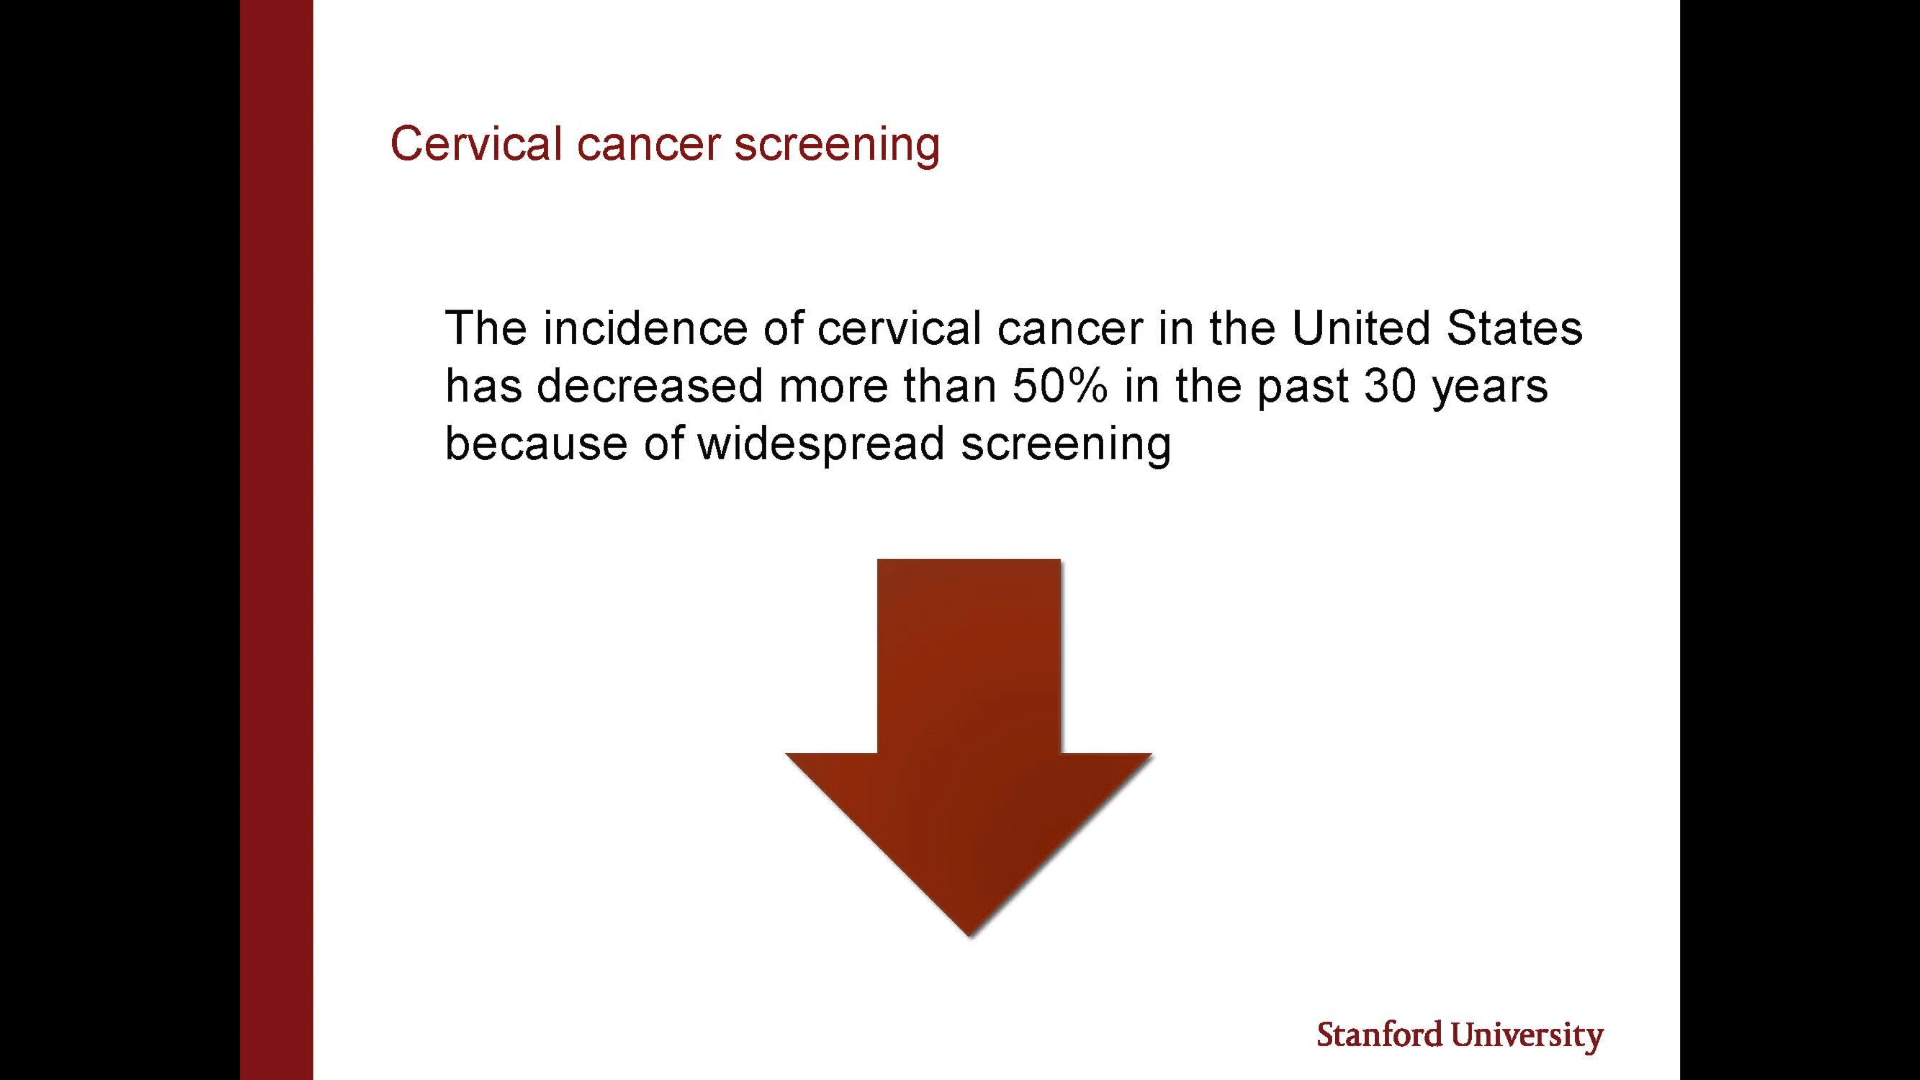 Cervical cancer screening
The incidence of cervical cancer in the United States
has decreased more than 50% in the past 30 years
because of widespread screening
Stanford University